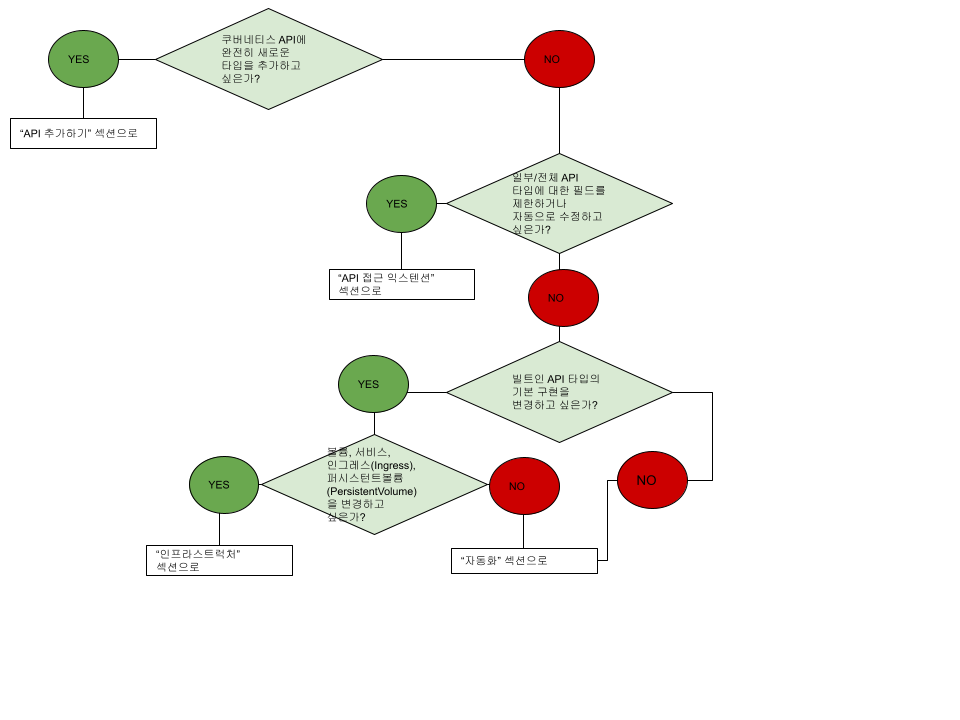 YES
쿠버네티스 API에
완전히 새로운
타입을 추가하고
싶은가?
NO
“API 추가하기” 섹션으로
일부/전체 API
타입에 대한 필드를
제한하거나
자동으로 수정하고
싶은가?
YES
“API 접근 익스텐션”
섹션으로
NO
빌트인 API 타입의
기본 구현을
변경하고 싶은가?
YES
볼륨, 서비스,
인그레스(Ingress),
퍼시스턴트볼륨
(PersistentVolume)
을 변경하고
싶은가?
YES
NO
NO
“인프라스트럭처”
섹션으로
“자동화” 섹션으로